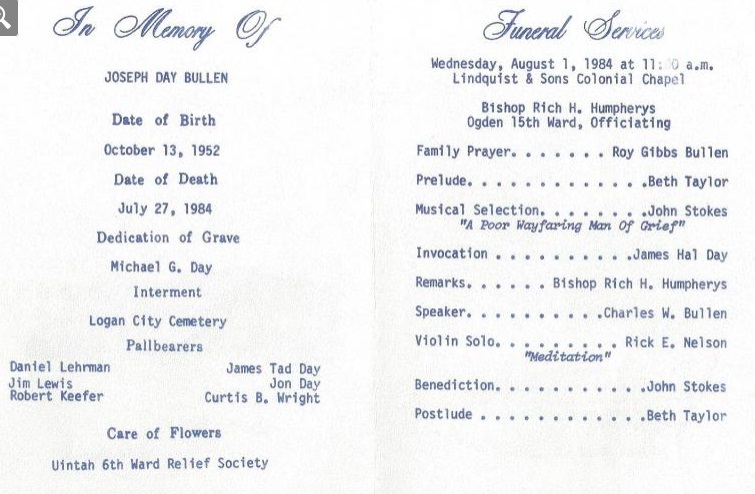 In Memory Of
JOSEPH DAY BULLEN
Date of Birth
October 13, 1952
Date of Death
July 27, 1984
Dedication of Grave
Michael G. Day
Interment
Logan City Cemetery
Pallbearers
Daniel Lehrman James Tad Day
Jim Lewis Jon Day
Robert Keefer Curtis B. Wright
Care of Flowers
Uintah 6th Ward Relief Society
Funeral Services
Wednesday, August 1, 1984 at a.m.
Lindquist & Sons Colonial Chapel
Bishop Rich H. Humpherys
Ogden 15th Ward, Officiating
Family Prayer. . . . . . . Roy Gibbs Bullen
Prelude. . . . . . . . . . . . .Beth Taylor
Musical Selection. . . . . . . .John Stokes
"A Poor Wayfaring Man Of Grief"
Invocation . . . . . . . . . .James Hal Day
Remarks. . . . . . Bishop Rich H. Humpherys
Speaker. . . . . . . . . .Charles W. Bullen
Violin Solo. . . . . . . . . Rick E. Nelson
"Meditation"
Benediction. . . . . . . . . . .John Stokes
Postlude . . . . . . . . . . . .Beth Taylor